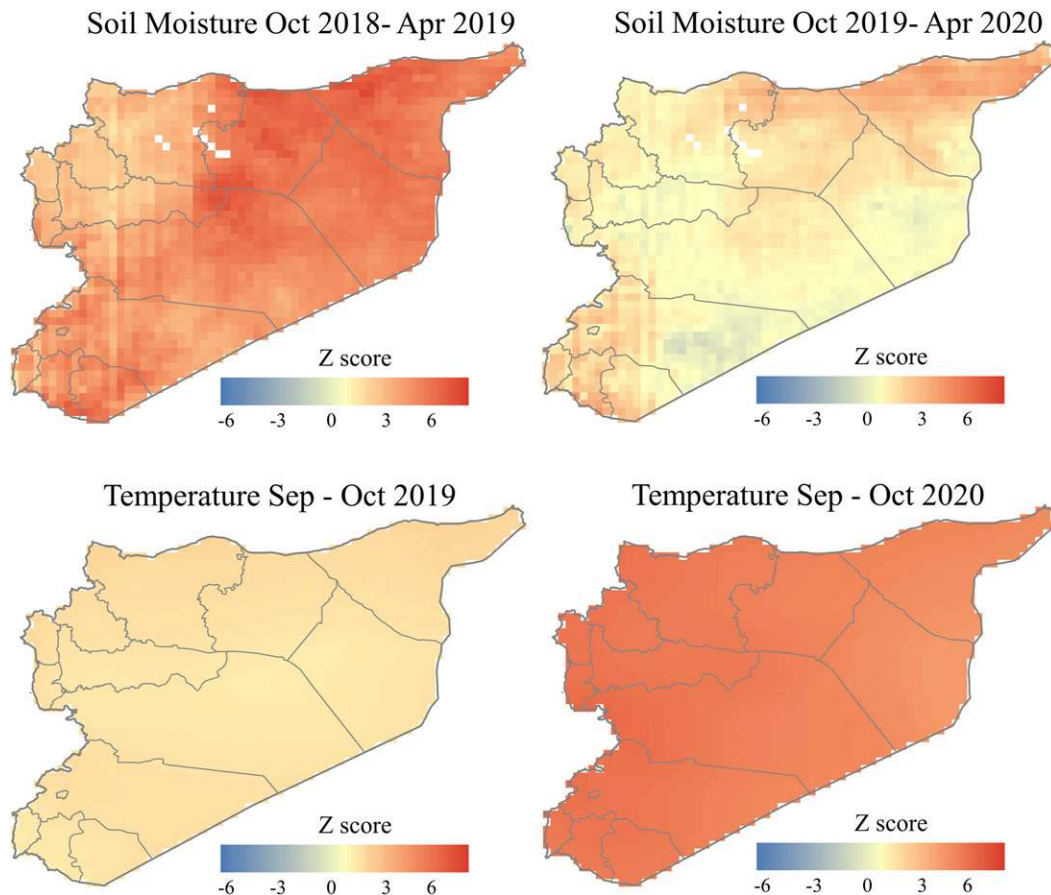 Soil Moisture Oct 2018- Apr 2019
Soil Moisture Oct 2019- Apr 2020
Z score
-6 -3 0 3 6
Z score
-6 -3 0 3 6
Temperature Sep - Oct 2019
Temperature Sep - Oct 2020
Z score
-6 -3 0 3 6
Z score
-6 -3 0 3 6